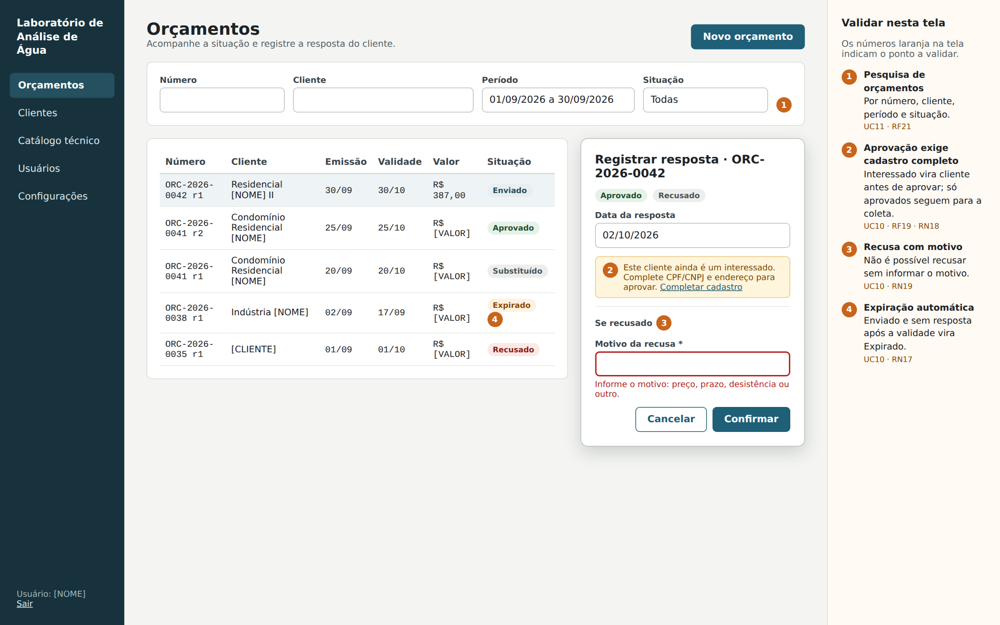 Laboratório de
Análise de
Água
Orçamentos
Clientes
Catálogo técnico
Usuários
Configurações
Usuário: [NOME]
Sair
Orçamentos
Acompanhe a situação e registre a resposta do cliente.
Novo orçamento
Número Cliente Período Situação
01/09/2026 a 30/09/2026 Todas 1
Número Cliente Emissão Validade Valor Situação
ORC-2026-
0042 r1
Residencial
[NOME] II
30/09 30/10
R$
387,00
Enviado
ORC-2026-
0041 r2
Condomínio
Residencial
[NOME]
25/09 25/10
R$
[VALOR]
Aprovado
ORC-2026-
0041 r1
Condomínio
Residencial
[NOME]
20/09 20/10
R$
[VALOR]
Substituído
ORC-2026-
0038 r1
Indústria [NOME]
02/09 17/09
R$
[VALOR]
Expirado
4
ORC-2026-
0035 r1
[CLIENTE]
01/09 01/10
R$
[VALOR]
Recusado
Registrar resposta · ORC-
2026-0042
Aprovado Recusado
Data da resposta
02/10/2026
2
Este cliente ainda é um interessado.
Complete CPF/CNPJ e endereço para
aprovar. Completar cadastro
Se recusado 3
Motivo da recusa *
Informe o motivo: preço, prazo, desistência ou
outro.
Cancelar Confirmar
Validar nesta tela
Os números laranja na tela
indicam o ponto a validar.
1 Pesquisa de
orçamentos
Por número, cliente,
período e situação.
UC11 · RF21
2 Aprovação exige
cadastro completo
Interessado vira cliente
antes de aprovar; só
aprovados seguem para a
coleta.
UC10 · RF19 · RN18
3 Recusa com motivo
Não é possível recusar
sem informar o motivo.
UC10 · RN19
4 Expiração automática
Enviado e sem resposta
após a validade vira
Expirado.
UC10 · RN17